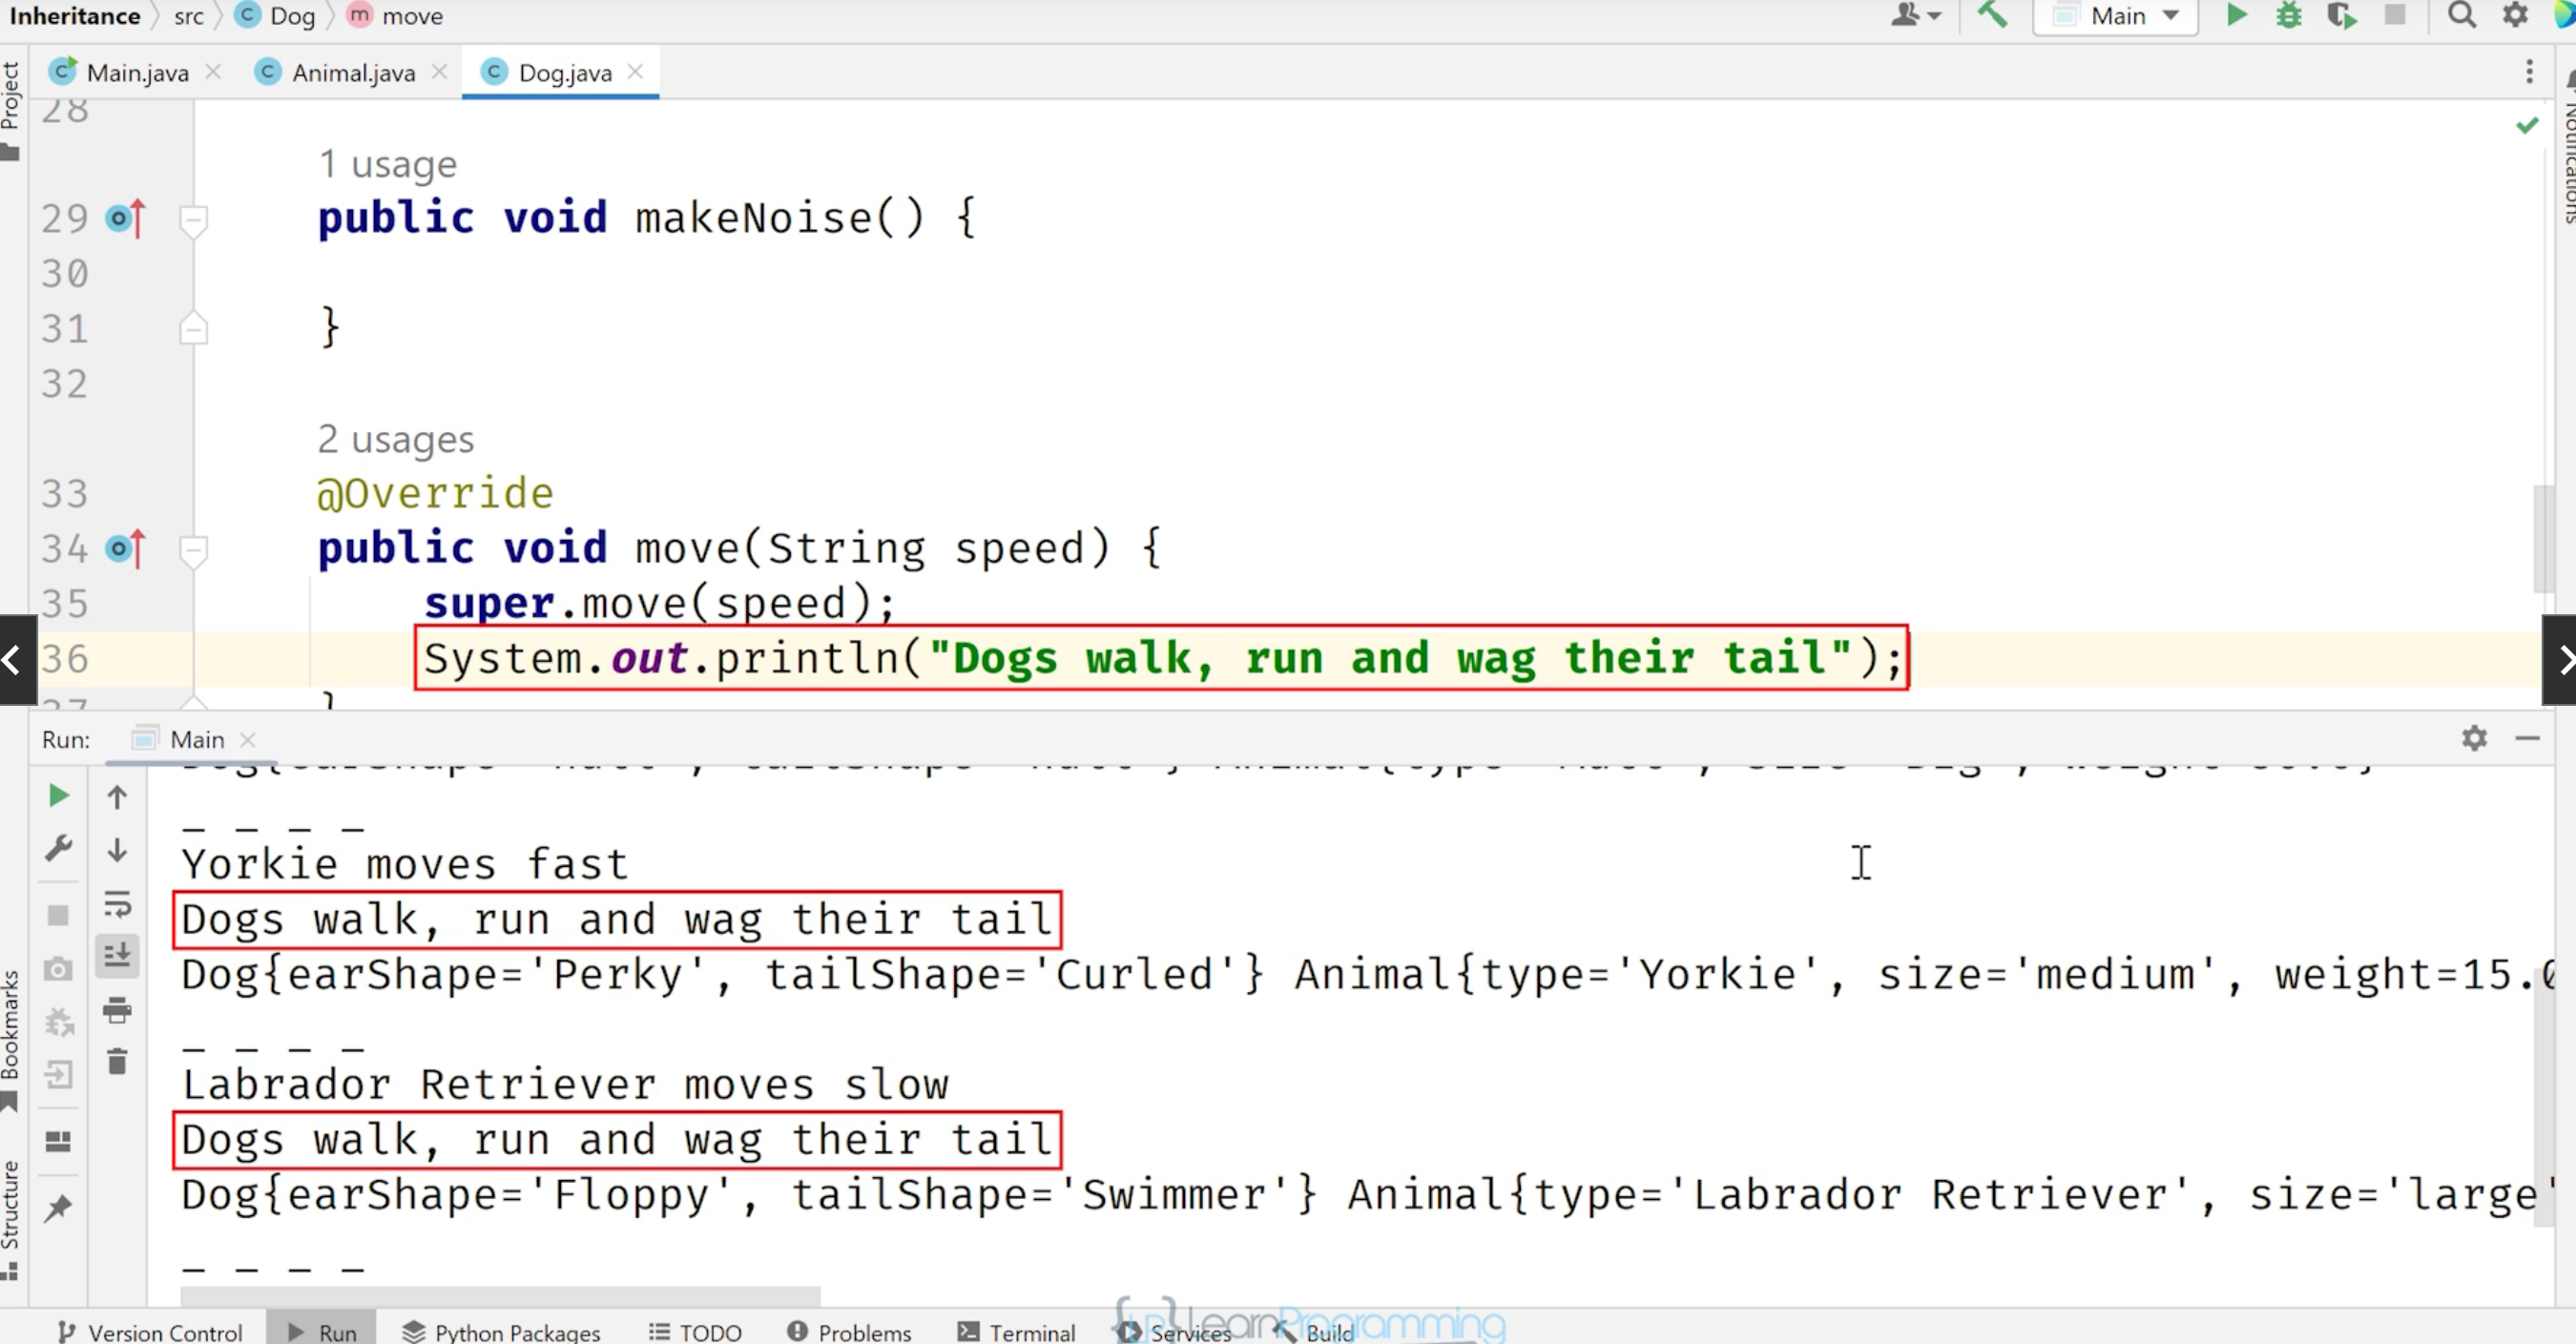 Inheritance src Dog move
Main
Main.java Animal.java Dog.java
Project
Notifications
28
1 usage
29 public void makeNoise() {
30
31 }
32
2 usages
33 @Override
34 public void move(String speed) {
35 super.move(speed);
36 System.out.println("Dogs walk, run and wag their tail");
37 }
Run: Main
_ _ _ _
Yorkie moves fast
Dogs walk, run and wag their tail
Dog{earShape='Perky', tailShape='Curled'} Animal{type='Yorkie', size='medium', weight=15.0
_ _ _ _
Labrador Retriever moves slow
Dogs walk, run and wag their tail
Dog{earShape='Floppy', tailShape='Swimmer'} Animal{type='Labrador Retriever', size='large'
_ _ _ _
Bookmarks
Structure
Version Control Run Python Packages TODO Problems Terminal Services Build
LearnProgramming